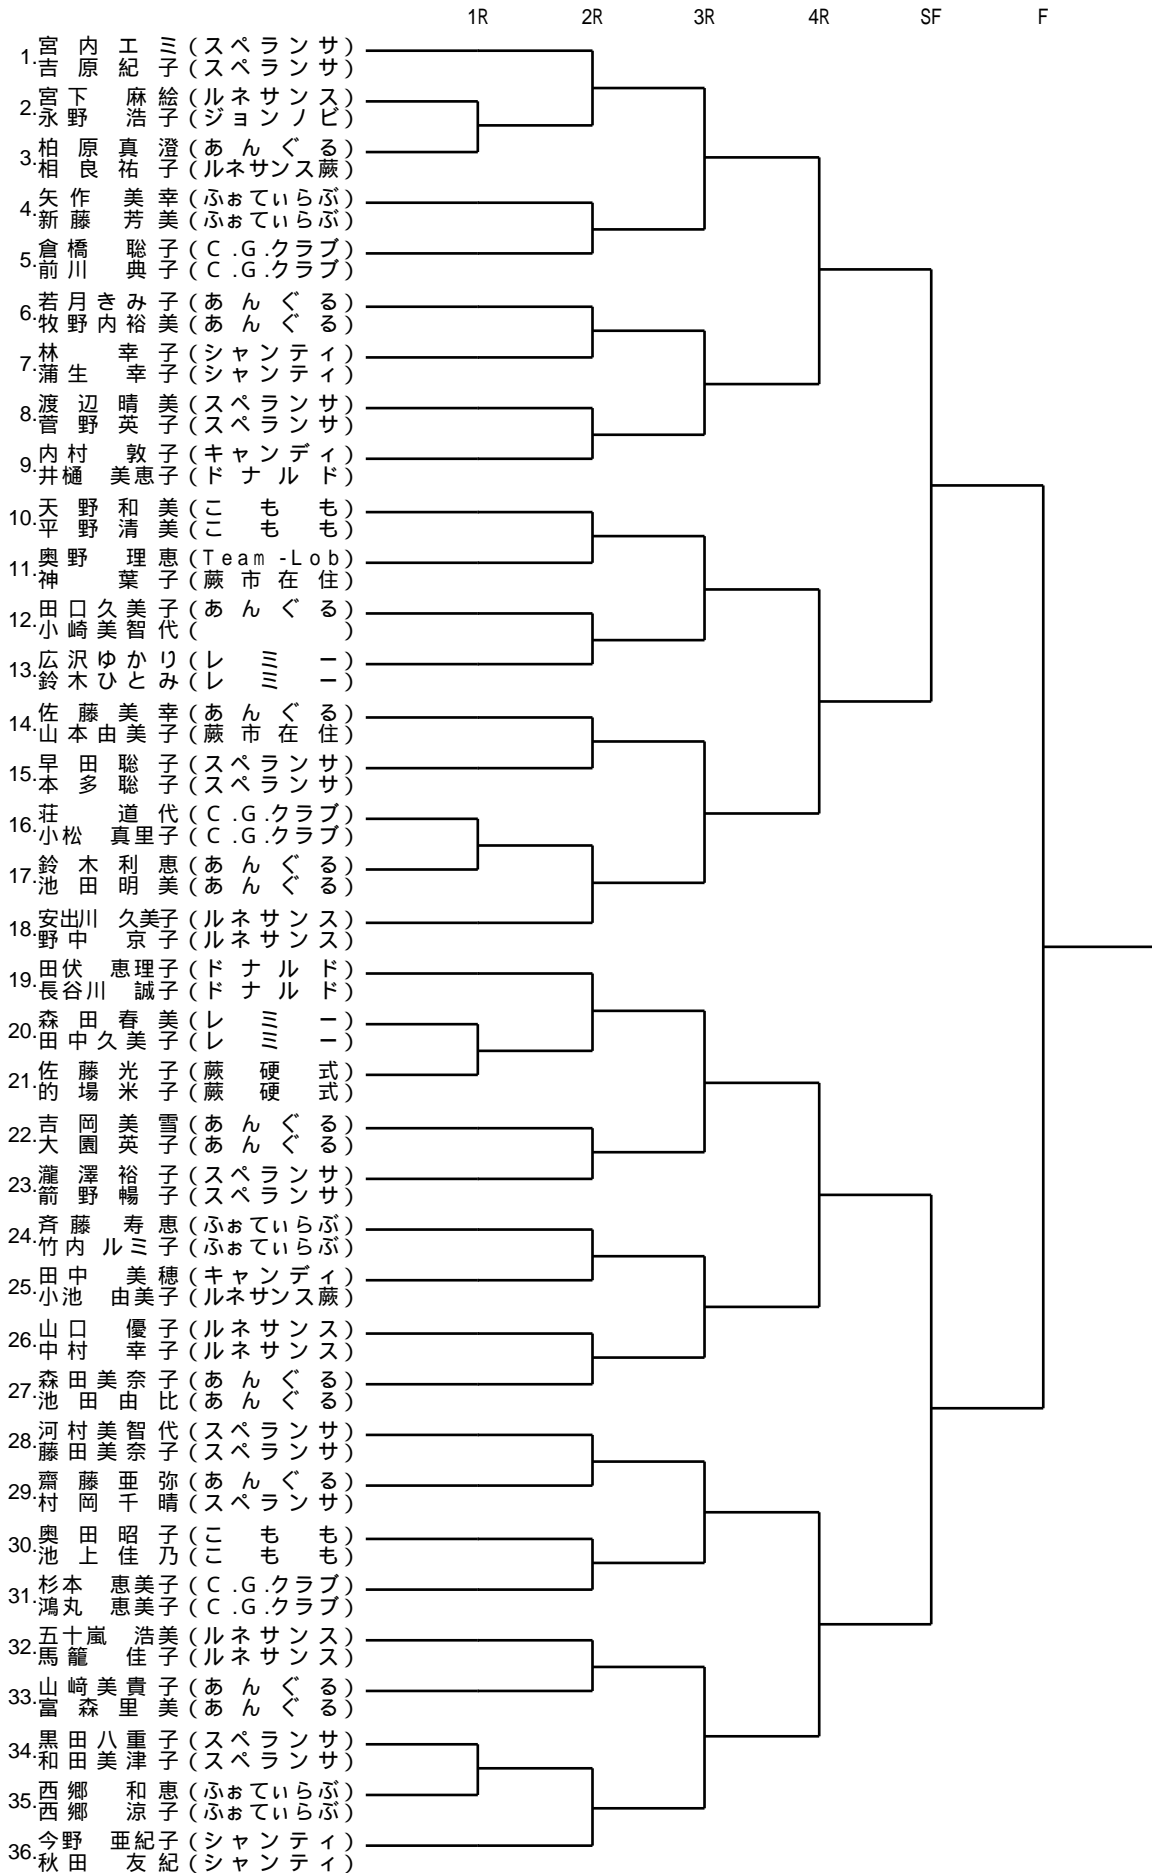 1R 2R 3R 4R SF F
1. 宮内エミ(スペランサ)
吉原紀子(スペランサ)
2. 宮下 麻絵(ルネサンス)
永野 浩子(ジョンノビ)
3. 柏原真澄(あんぐる)
相良祐子(ルネサンス蕨)
4. 矢作 美幸(ふぉてぃらぶ)
新藤 芳美(ふぉてぃらぶ)
5. 倉橋 聡子(C.G.クラブ)
前川 典子(C.G.クラブ)
6. 若月きみ子(あんぐる)
牧野内裕美(あんぐる)
7. 林 幸子(シャンティ)
蒲生 幸子(シャンティ)
8. 渡辺晴美(スペランサ)
菅野英子(スペランサ)
9. 内村 敦子(キャンディ)
井樋 美恵子(ドナルド)
10. 天野和美(こもも)
平野清美(こもも)
11. 奥野 理恵(Team-Lob)
神 葉子(蕨市在住)
12. 田口久美子(あんぐる)
小崎美智代( )
13. 広沢ゆかり(レミー)
鈴木ひとみ(レミー)
14. 佐藤美幸(あんぐる)
山本由美子(蕨市在住)
15. 早田聡子(スペランサ)
本多聡子(スペランサ)
16. 荘 道代(C.G.クラブ)
小松 真里子(C.G.クラブ)
17. 鈴木利恵(あんぐる)
池田明美(あんぐる)
18. 安出川 久美子(ルネサンス)
野中 京子(ルネサンス)
19. 田伏 恵理子(ドナルド)
長谷川 誠子(ドナルド)
20. 森田春美(レミー)
田中久美子(レミー)
21. 佐藤光子(蕨硬式)
的場米子(蕨硬式)
22. 吉岡美雪(あんぐる)
大園英子(あんぐる)
23. 瀧澤裕子(スペランサ)
箭野暢子(スペランサ)
24. 斉藤 寿恵(ふぉてぃらぶ)
竹内 ルミ子(ふぉてぃらぶ)
25. 田中 美穂(キャンディ)
小池 由美子(ルネサンス蕨)
26. 山口 優子(ルネサンス)
中村 幸子(ルネサンス)
27. 森田美奈子(あんぐる)
池田由比(あんぐる)
28. 河村美智代(スペランサ)
藤田美奈子(スペランサ)
29. 齋藤亜弥(あんぐる)
村岡千晴(スペランサ)
30. 奥田昭子(こもも)
池上佳乃(こもも)
31. 杉本 恵美子(C.G.クラブ)
鴻丸 恵美子(C.G.クラブ)
32. 五十嵐 浩美(ルネサンス)
馬籠 佳子(ルネサンス)
33. 山﨑美貴子(あんぐる)
富森里美(あんぐる)
34. 黒田八重子(スペランサ)
和田美津子(スペランサ)
35. 西郷 和恵(ふぉてぃらぶ)
西郷 涼子(ふぉてぃらぶ)
36. 今野 亜紀子(シャンティ)
秋田 友紀(シャンティ)